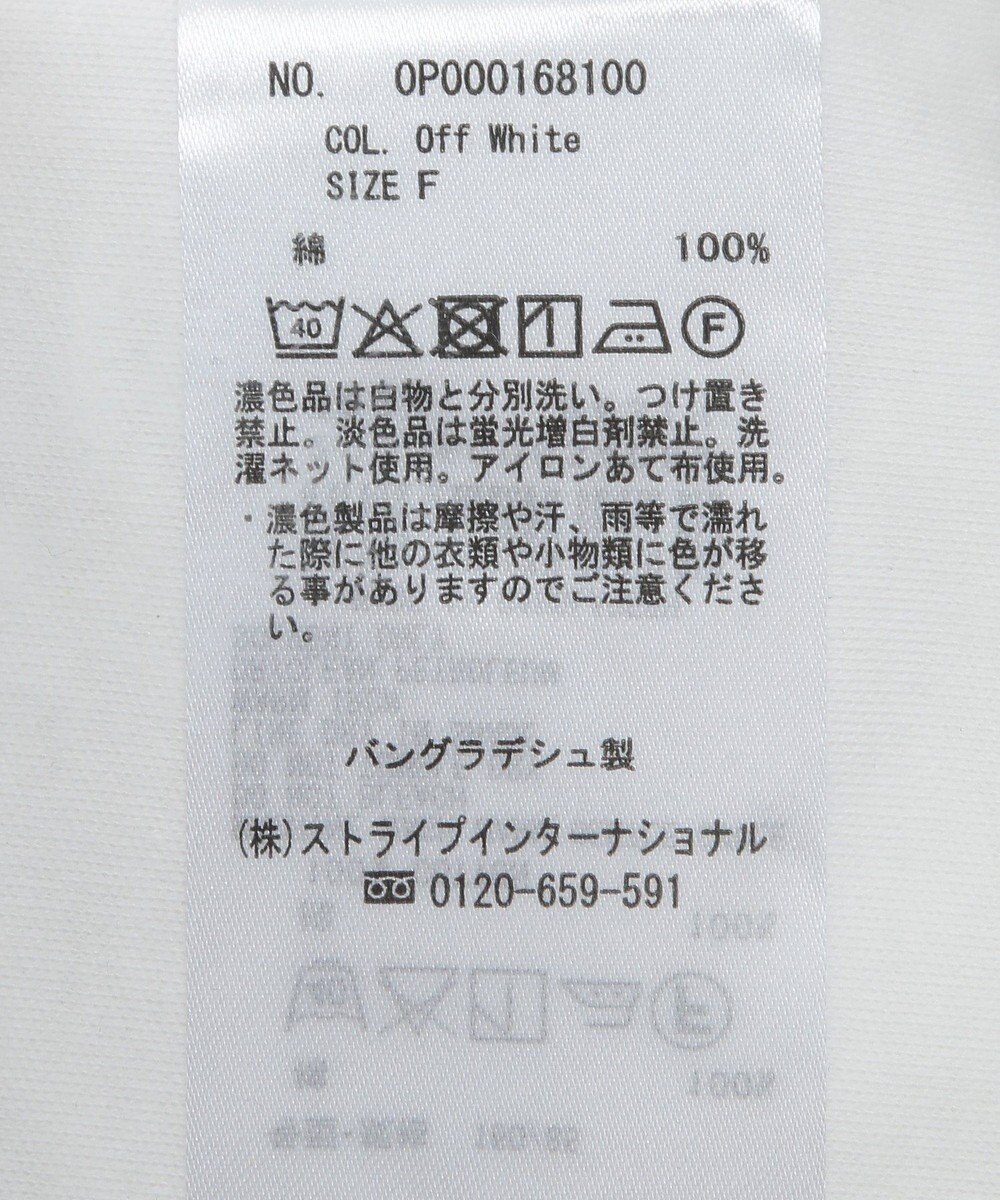 NO. OP000168100
COL. Off White
SIZE F
綿 100%
40 F
濃色品は白物と分別洗い。つけ置き
禁止。淡色品は蛍光増白剤禁止。洗
濯ネット使用。アイロンあて布使用。
・濃色製品は摩擦や汗、雨等で濡れ
た際に他の衣類や小物類に色が移
る事がありますのでご注意くださ
い。
バングラデシュ製
(株)ストライプインターナショナル
0120-659-591